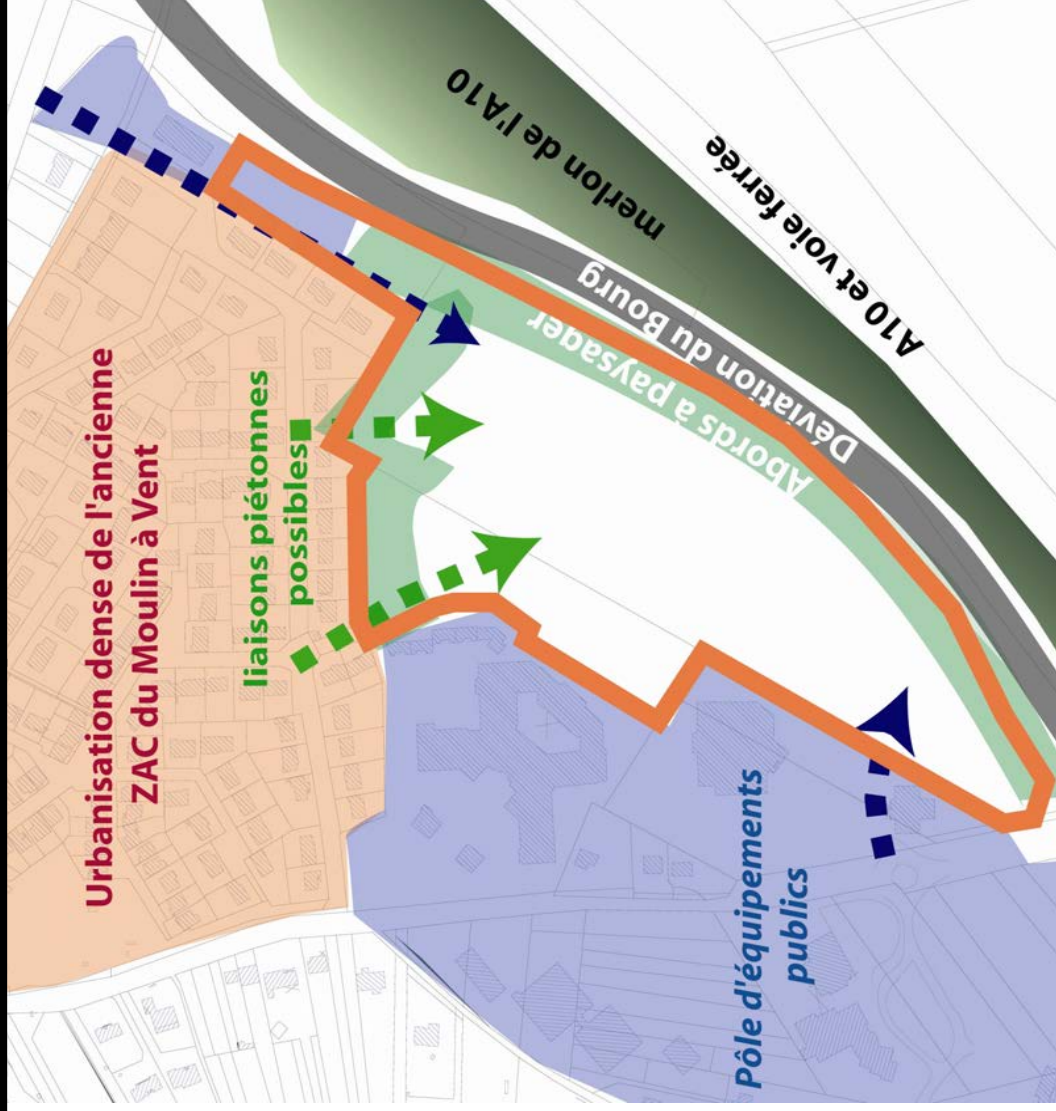 Urbanisation dense de l'ancienne
ZAC du Moulin à Vent
liaisons piétonnes
possibles
merlon de l'A10
A10 et voie ferrée
Déviation du Bourg
Abords à paysager
Pôle d'équipements
publics